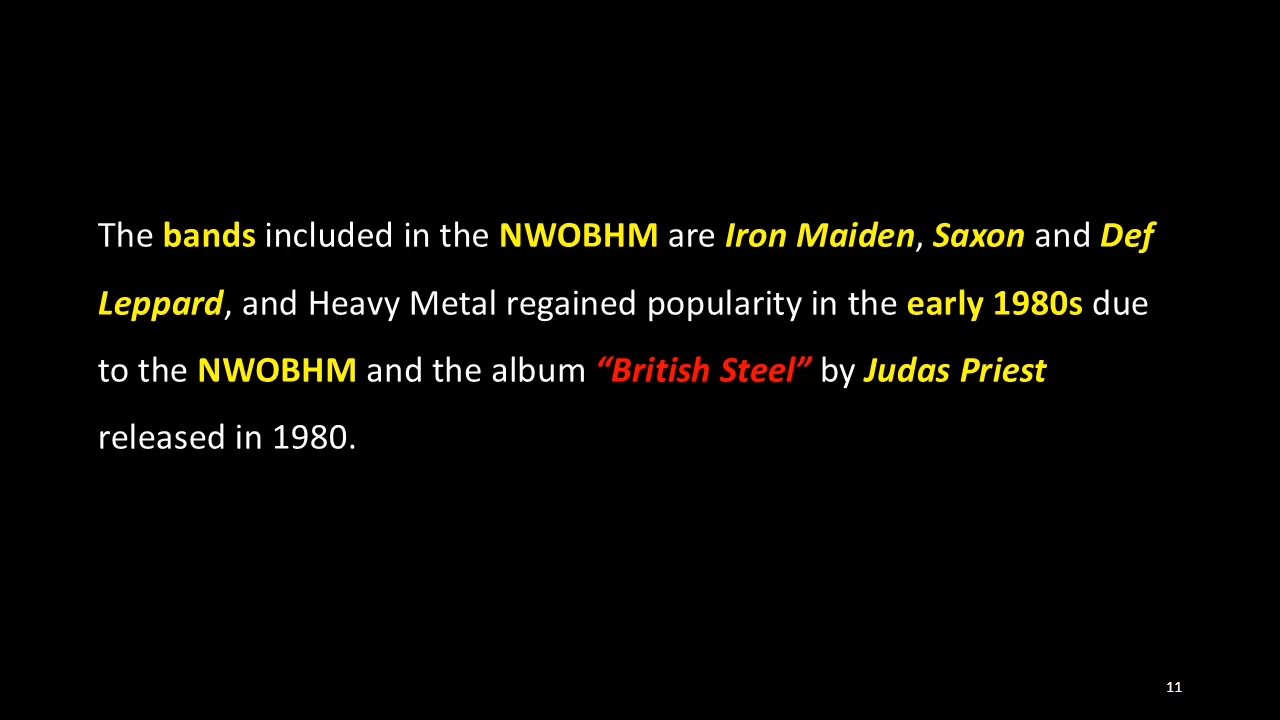 The bands included in the NWOBHM are Iron Maiden, Saxon and Def
Leppard, and Heavy Metal regained popularity in the early 1980s due
to the NWOBHM and the album “British Steel” by Judas Priest
released in 1980.
11